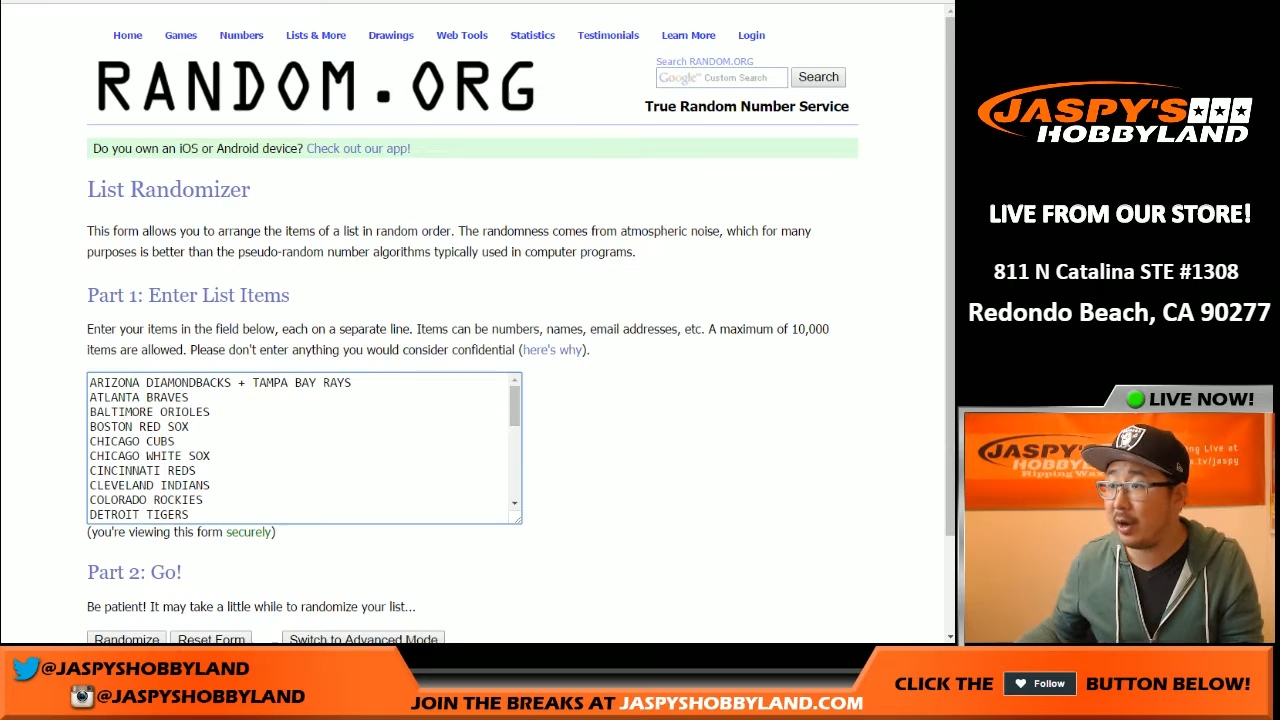 Home Games Numbers Lists & More Drawings Web Tools Statistics Testimonials Learn More Login
RANDOM.ORG
Search RANDOM.ORG
Google™ Custom Search Search
True Random Number Service
Do you own an iOS or Android device? Check out our app!
List Randomizer
This form allows you to arrange the items of a list in random order. The randomness comes from atmospheric noise, which for many
purposes is better than the pseudo-random number algorithms typically used in computer programs.
Part 1: Enter List Items
Enter your items in the field below, each on a separate line. Items can be numbers, names, email addresses, etc. A maximum of 10,000
items are allowed. Please don't enter anything you would consider confidential (here's why).
ARIZONA DIAMONDBACKS + TAMPA BAY RAYS
ATLANTA BRAVES
BALTIMORE ORIOLES
BOSTON RED SOX
CHICAGO CUBS
CHICAGO WHITE SOX
CINCINNATI REDS
CLEVELAND INDIANS
COLORADO ROCKIES
DETROIT TIGERS
(you're viewing this form securely)
Part 2: Go!
Be patient! It may take a little while to randomize your list...
Randomize Reset Form Switch to Advanced Mode
JASPY'S
HOBBYLAND
LIVE FROM OUR STORE!
811 N Catalina STE #1308
Redondo Beach, CA 90277
LIVE NOW!
JASPY'S
HOBBYLAND
Ripping Wax
ing Live at
.tv/jaspy
RAIDERS
@JASPYSHOBBYLAND
@JASPYSHOBBYLAND
JOIN THE BREAKS AT JASPYSHOBBYLAND.COM
CLICK THE Follow BUTTON BELOW!